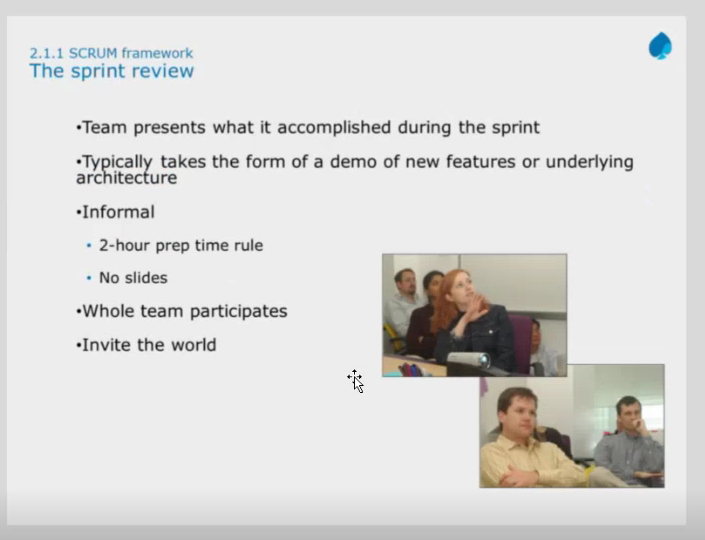 2.1.1 SCRUM framework
The sprint review
•Team presents what it accomplished during the sprint
•Typically takes the form of a demo of new features or underlying
architecture
•Informal
• 2-hour prep time rule
• No slides
•Whole team participates
•Invite the world